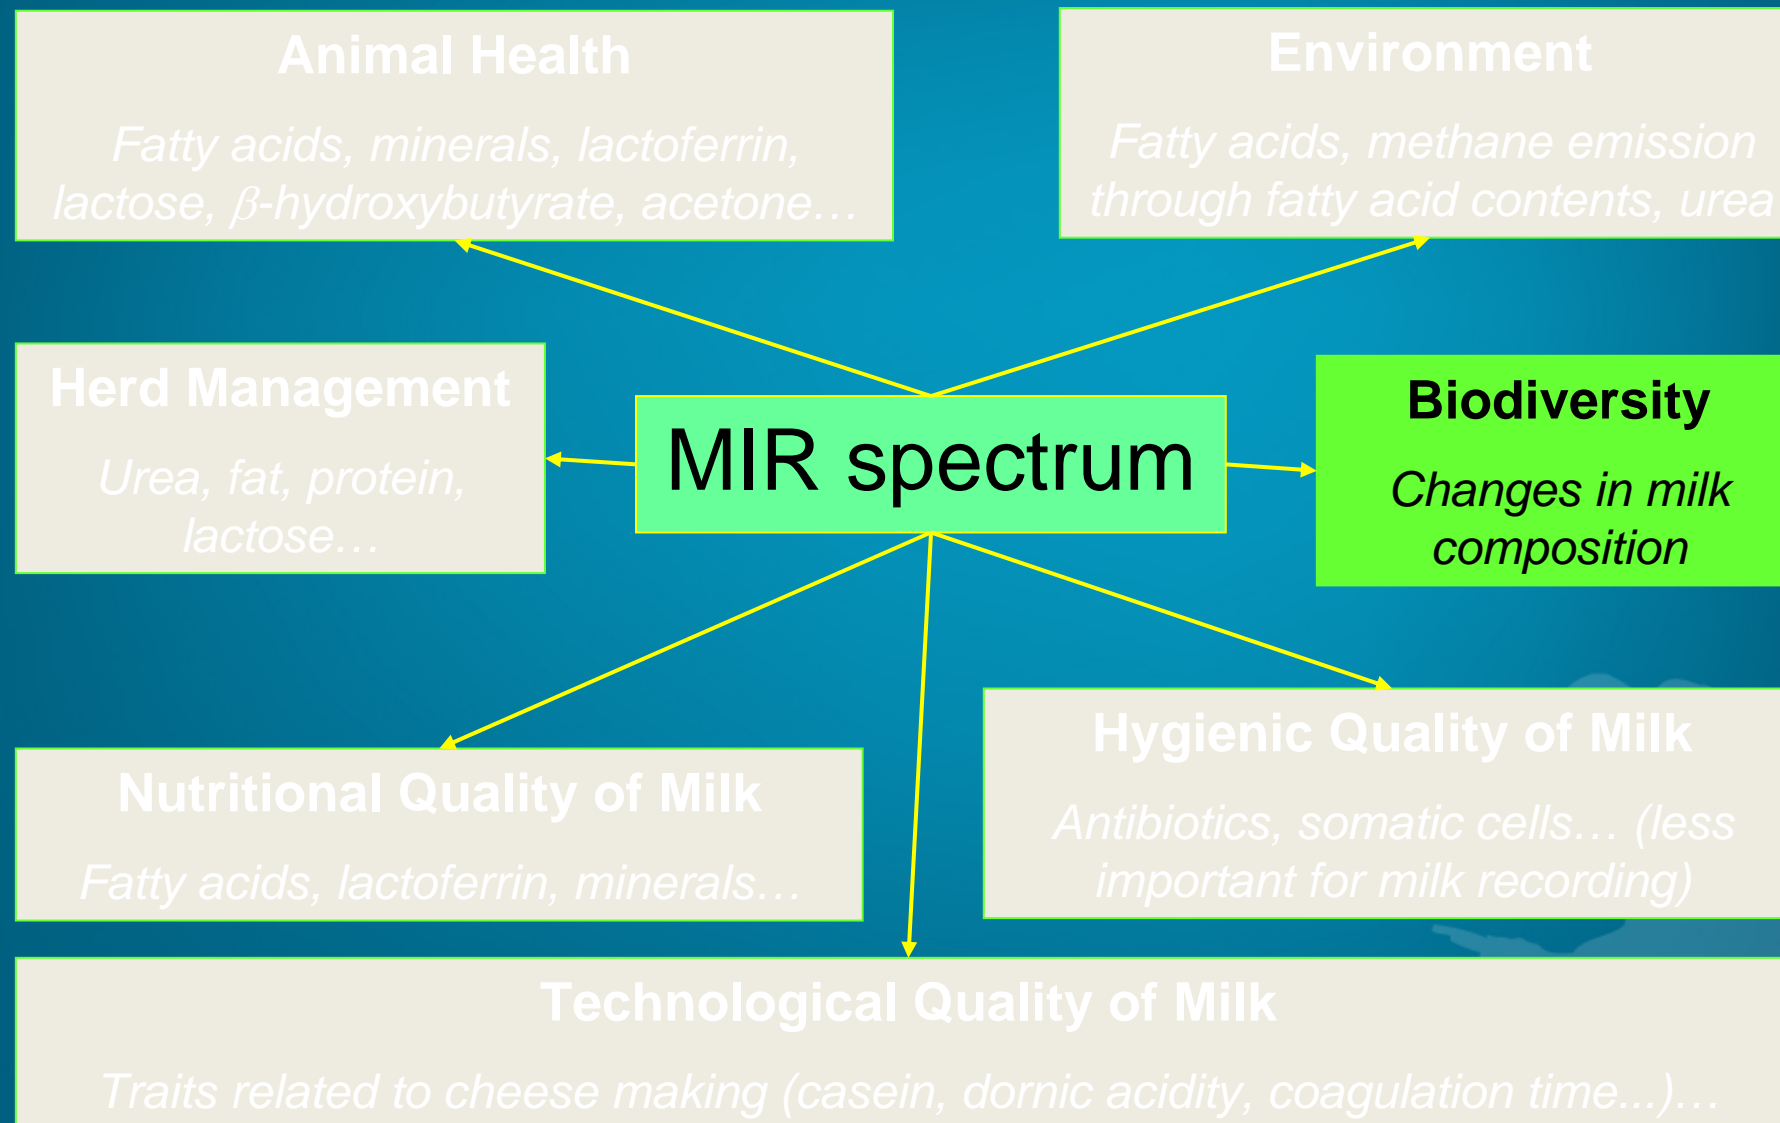 Animal Health
Fatty acids, minerals, lactoferrin,
lactose, β-hydroxybutyrate, acetone…
Environment
Fatty acids, methane emission
through fatty acid contents, urea
Herd Management
Urea, fat, protein,
lactose…
MIR spectrum
Biodiversity
Changes in milk
composition
Nutritional Quality of Milk
Fatty acids, lactoferrin, minerals…
Hygienic Quality of Milk
Antibiotics, somatic cells… (less
important for milk recording)
Technological Quality of Milk
Traits related to cheese making (casein, dornic acidity, coagulation time...)…